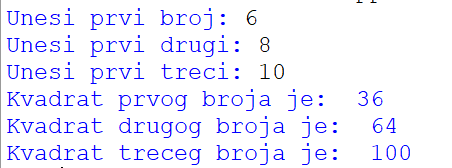 Unesi prvi broj: 6
Unesi prvi drugi: 8
Unesi prvi treci: 10
Kvadrat prvog broja je:  36
Kvadrat drugog broja je:  64
Kvadrat treceg broja je:  100